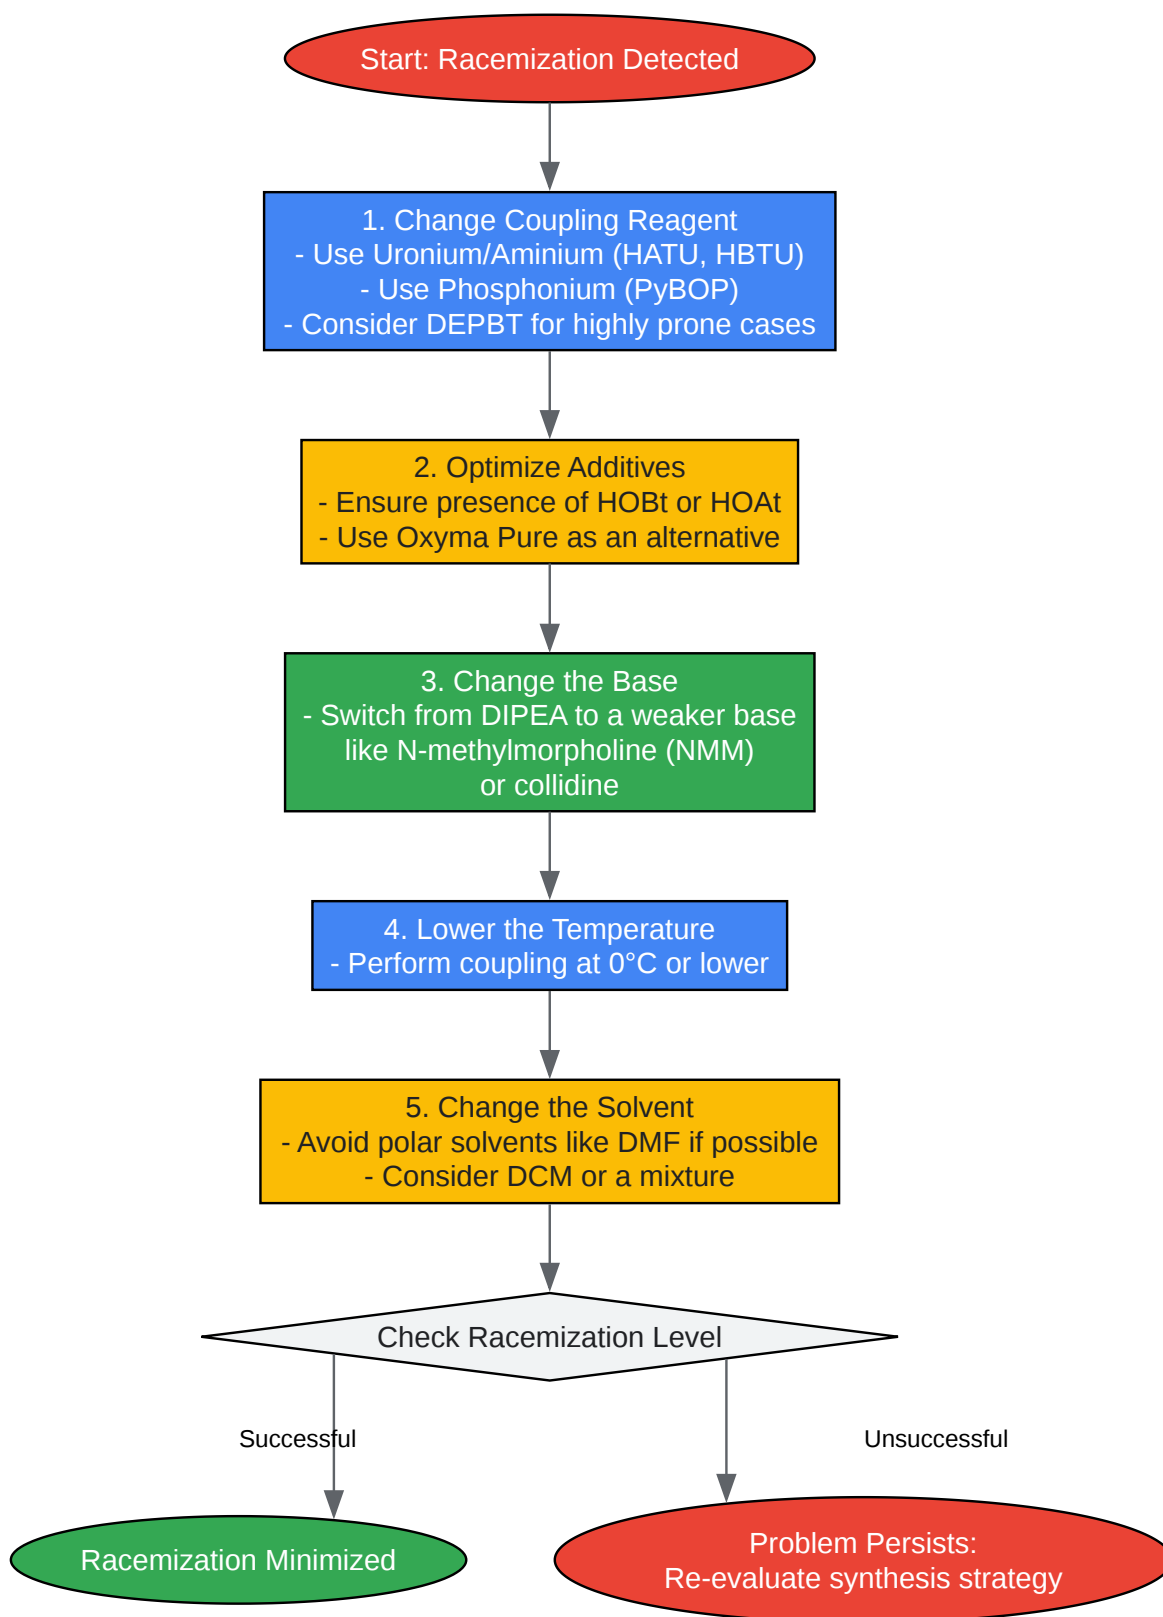 Start: Racemization Detected
1. Change Coupling Reagent
- Use Uronium/Aminium (HATU, HBTU)
- Use Phosphonium (PyBOP)
- Consider DEPBT for highly prone cases
2. Optimize Additives
- Ensure presence of HOBt or HOAt
- Use Oxyma Pure as an alternative
3. Change the Base
- Switch from DIPEA to a weaker base
like N-methylmorpholine (NMM)
or collidine
4. Lower the Temperature
- Perform coupling at 0°C or lower
5. Change the Solvent
- Avoid polar solvents like DMF if possible
- Consider DCM or a mixture
Check Racemization Level
Successful
Unsuccessful
Racemization Minimized
Problem Persists:
Re-evaluate synthesis strategy